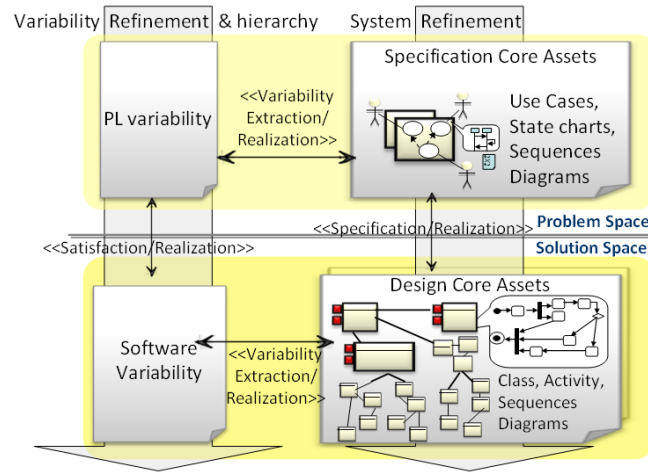 Variability Refinement & hierarchy
System Refinement
Specification Core Assets
PL variability
<<Variability
Extraction/
Realization>>
Use Cases,
State charts,
Sequences
Diagrams
Problem Space
<<Satisfaction/Realization>>
<<Specification/Realization>>
Solution Space
Design Core Assets
Software
Variability
<<Variability
Extraction/
Realization>>
Class, Activity,
Sequences
Diagrams